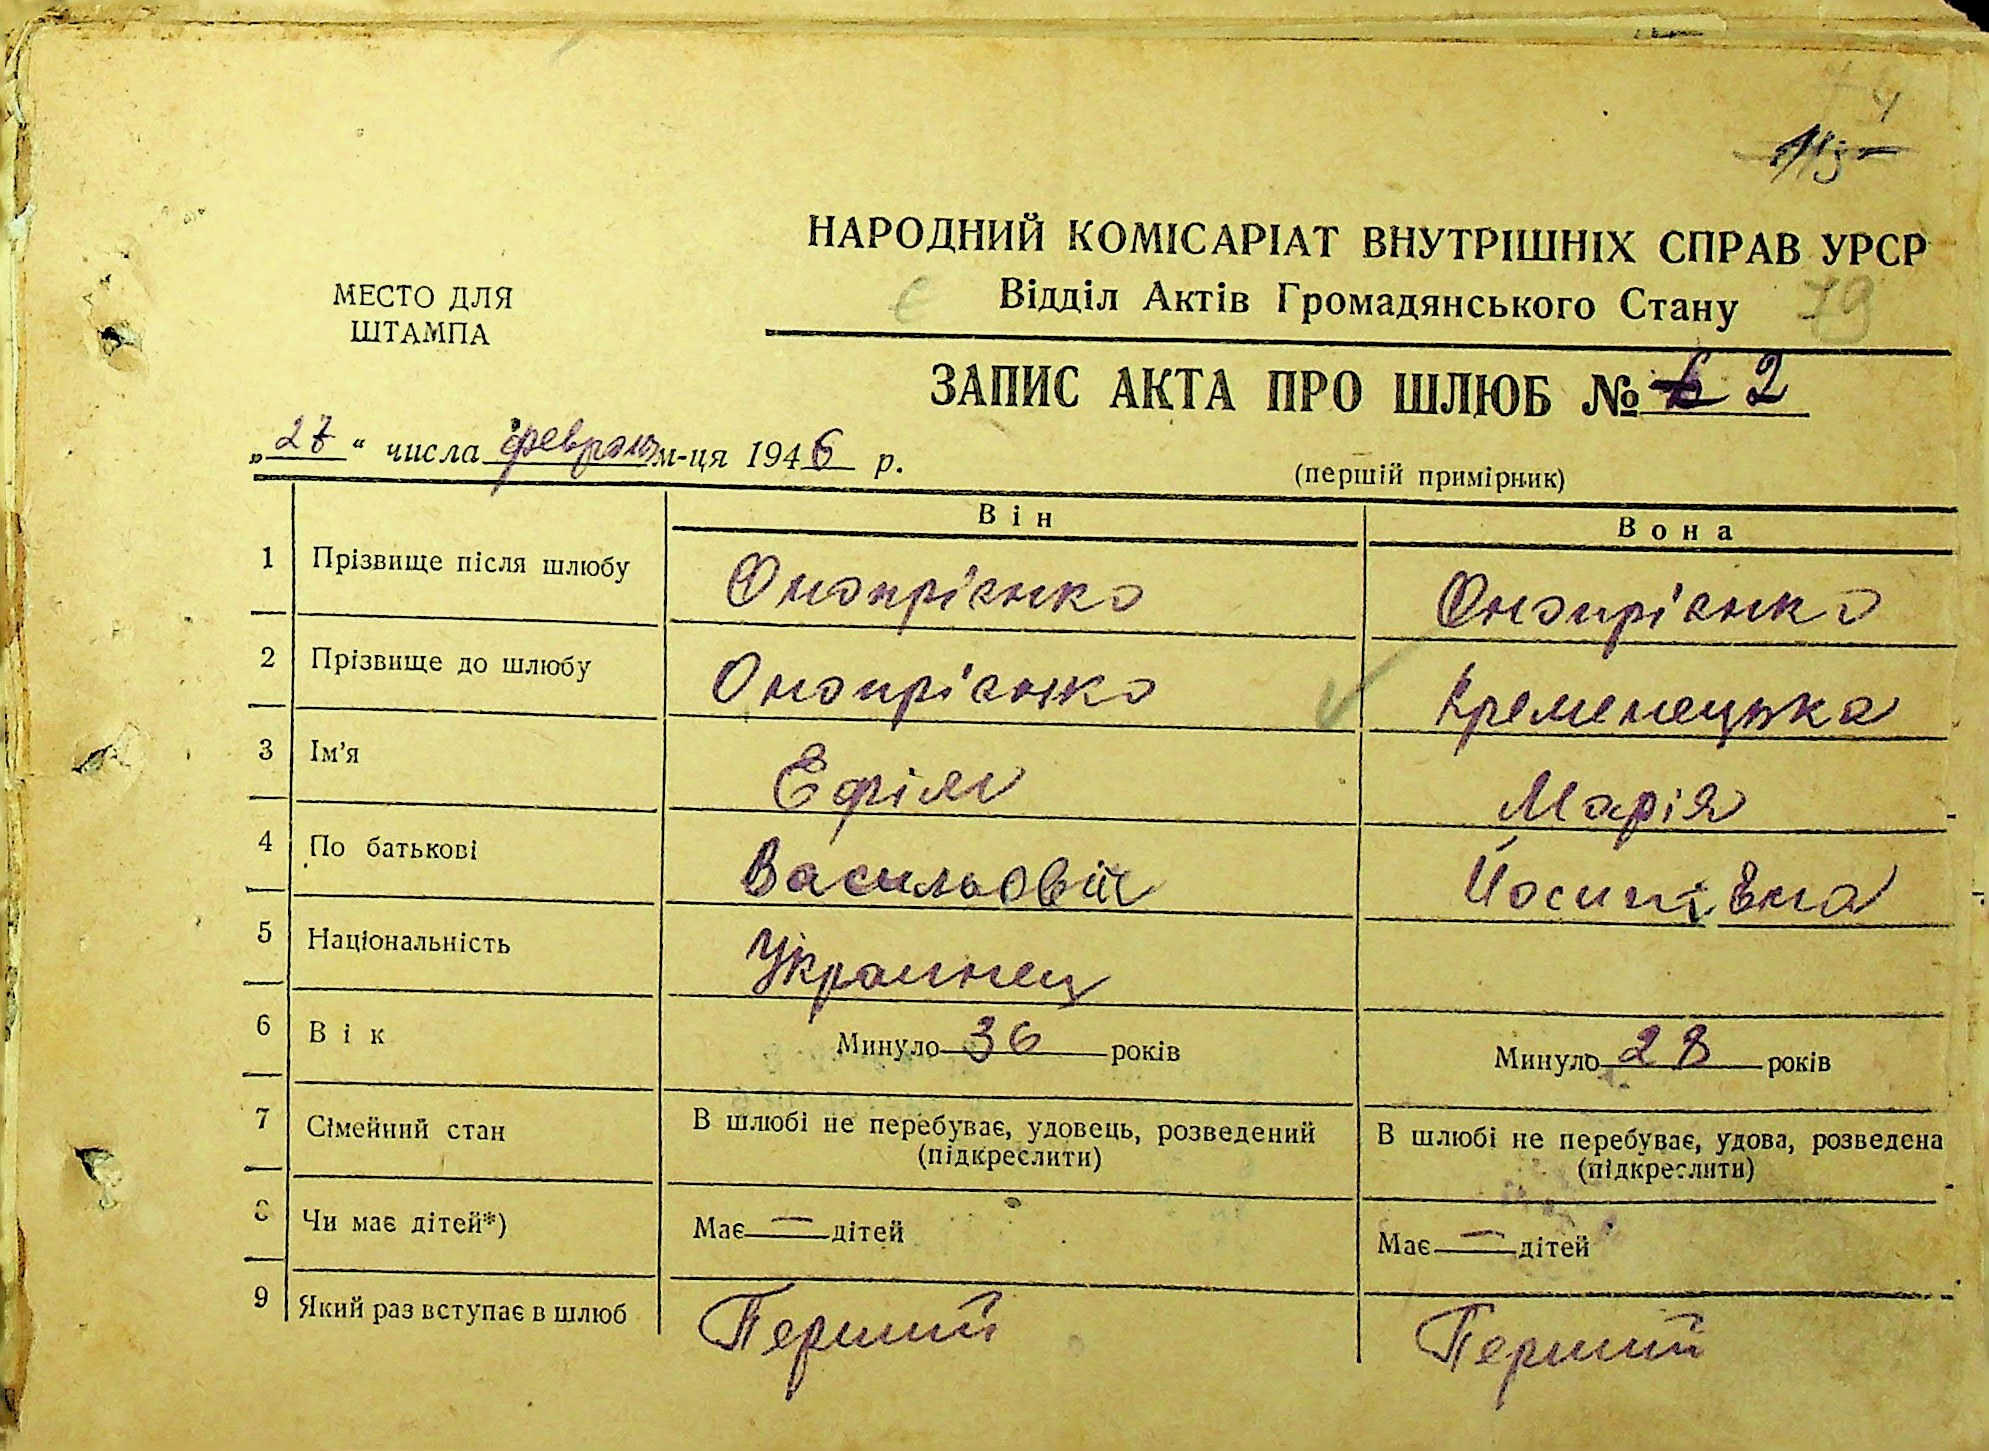 113
НАРОДНИЙ КОМІСАРІАТ ВНУТРІШНІХ СПРАВ УРСР
Відділ Актів Громадянського Стану 79
МЕСТО ДЛЯ
ШТАМПА
ЗАПИС АКТА ПРО ШЛЮБ № 2
„27“ числа февраля м-ця 1946 р.
(першій примірник)
Він Вона
1 Прізвище після шлюбу Онопрієнко Онопрієнко
2 Прізвище до шлюбу Онопрієнко Кременецька
3 Ім'я Ефім Марія
4 По батькові Васильовіч Йосипівна
5 Національність Украинец
6 Вік Минуло 36 років Минуло 28 років
7 Сімейний стан В шлюбі не перебуває, удовець, розведений В шлюбі не перебуває, удова, розведена
(підкреслити) (підкреслити)
8 Чи має дітей*) Має — дітей Має — дітей
9 Який раз вступає в шлюб Перший Перший